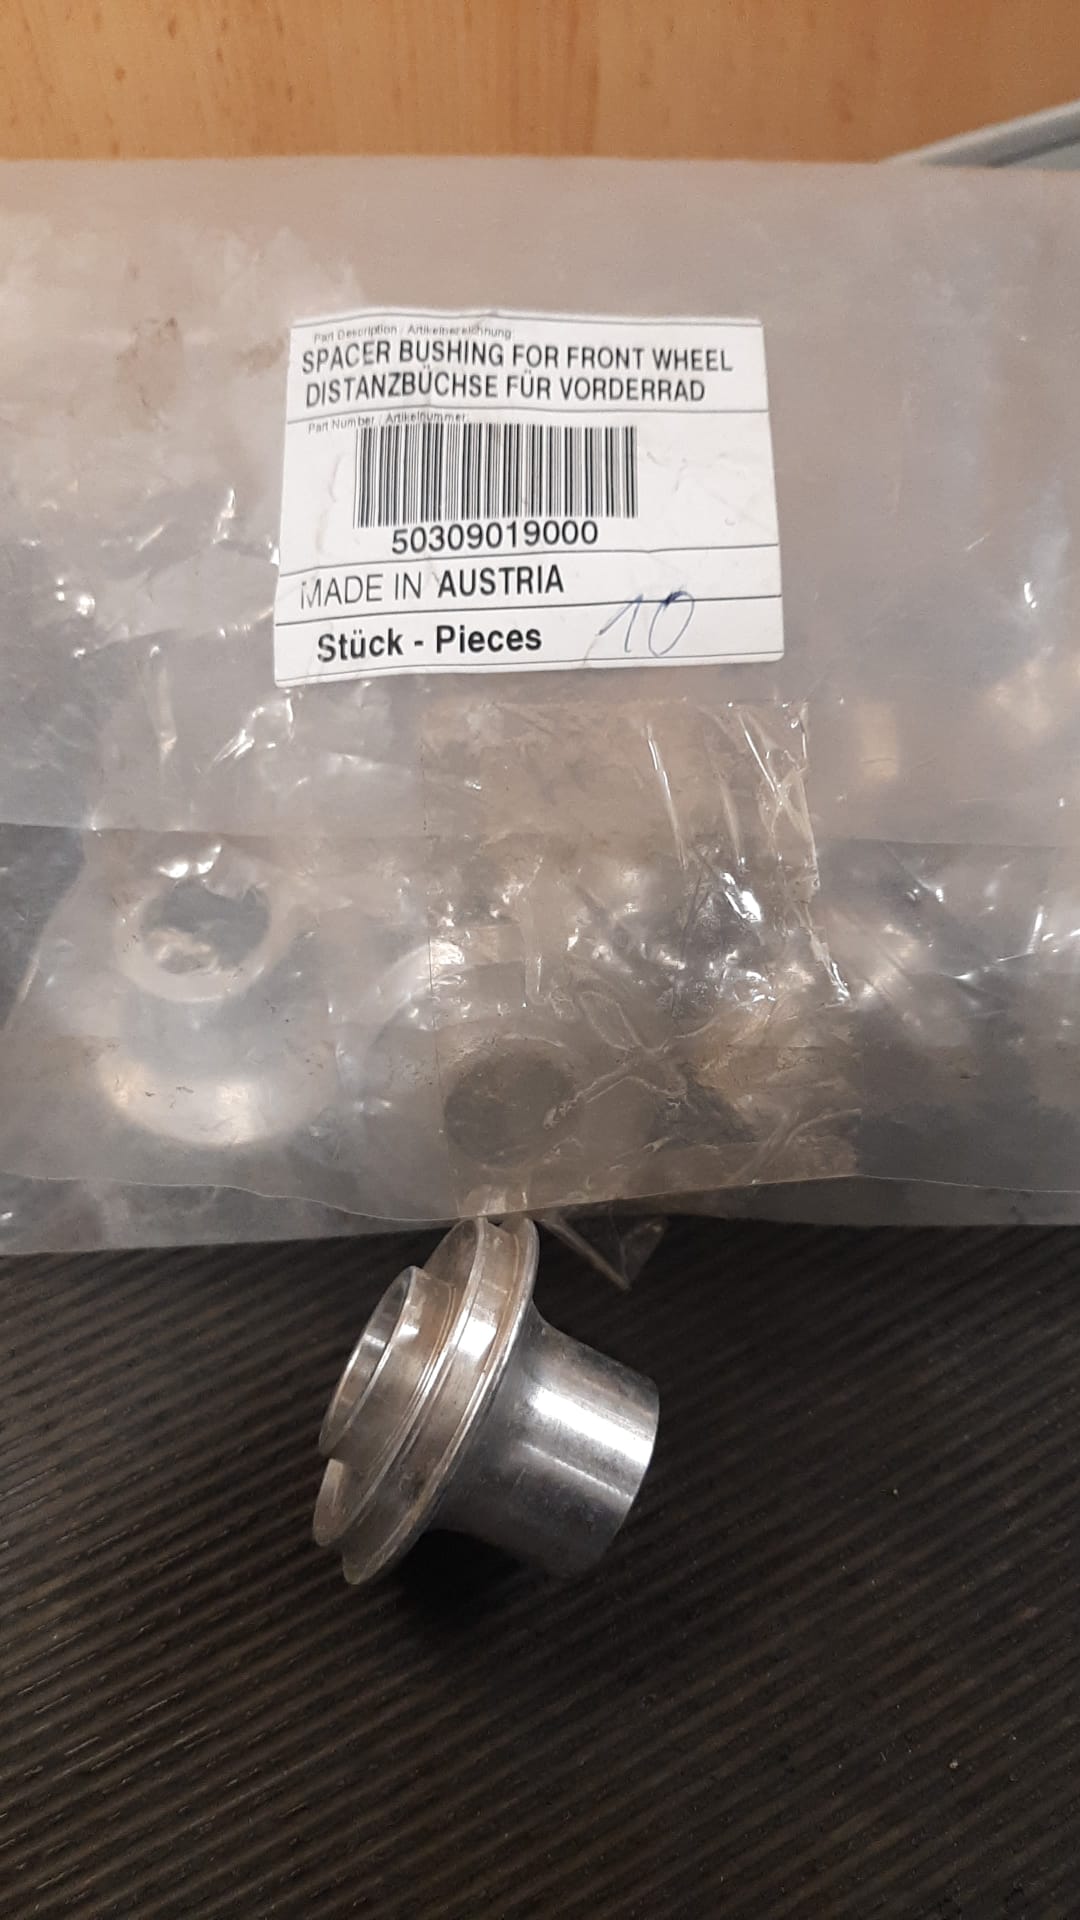 Part Description / Artikelbezeichnung
SPACER BUSHING FOR FRONT WHEEL
DISTANZBÜCHSE FÜR VORDERRAD
Part Number / Artikelnummer
50309019000
MADE IN AUSTRIA
Stück - Pieces 10